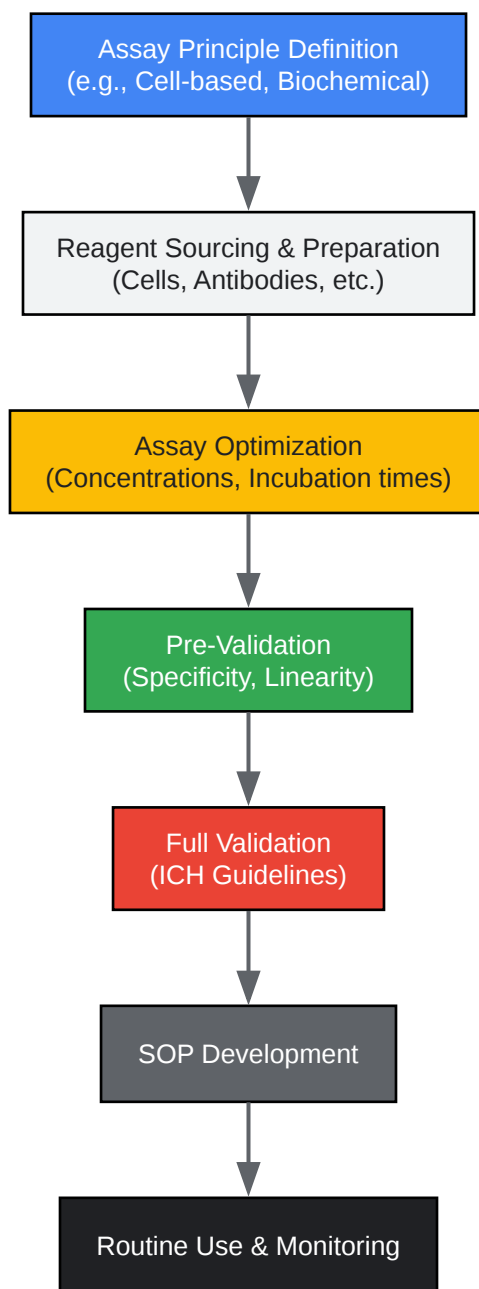 Assay Principle Definition
(e.g., Cell-based, Biochemical)
Reagent Sourcing & Preparation
(Cells, Antibodies, etc.)
Assay Optimization
(Concentrations, Incubation times)
Pre-Validation
(Specificity, Linearity)
Full Validation
(ICH Guidelines)
SOP Development
Routine Use & Monitoring